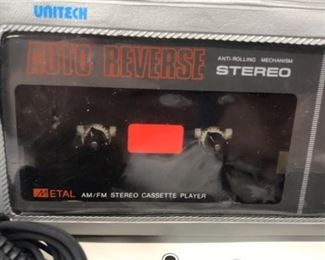 UNITECH
AUTO REVERSE
ANTI-ROLLING MECHANISM
STEREO
METAL AM/FM STEREO CASSETTE PLAYER